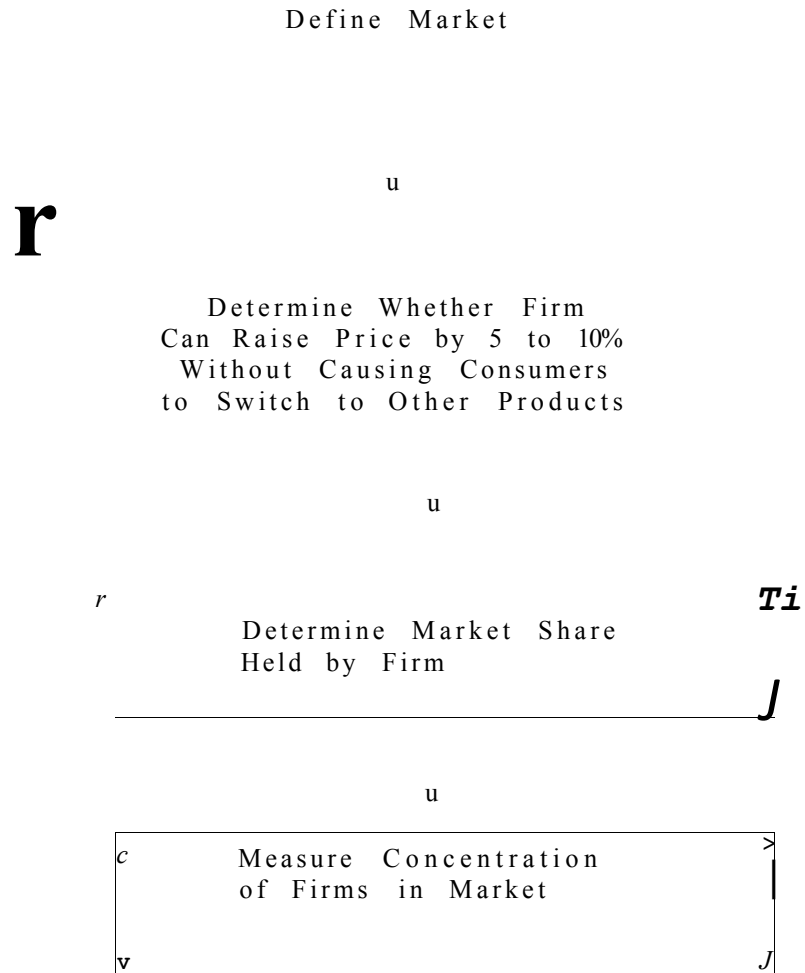 Define Market
u
r
Determine Whether Firm
Can Raise Price by 5 to 10%
Without Causing Consumers
to Switch to Other Products
u
r
Ti
Determine Market Share
Held by Firm
J
u
>
c
Measure Concentration
of Firms in Market
|
v
J